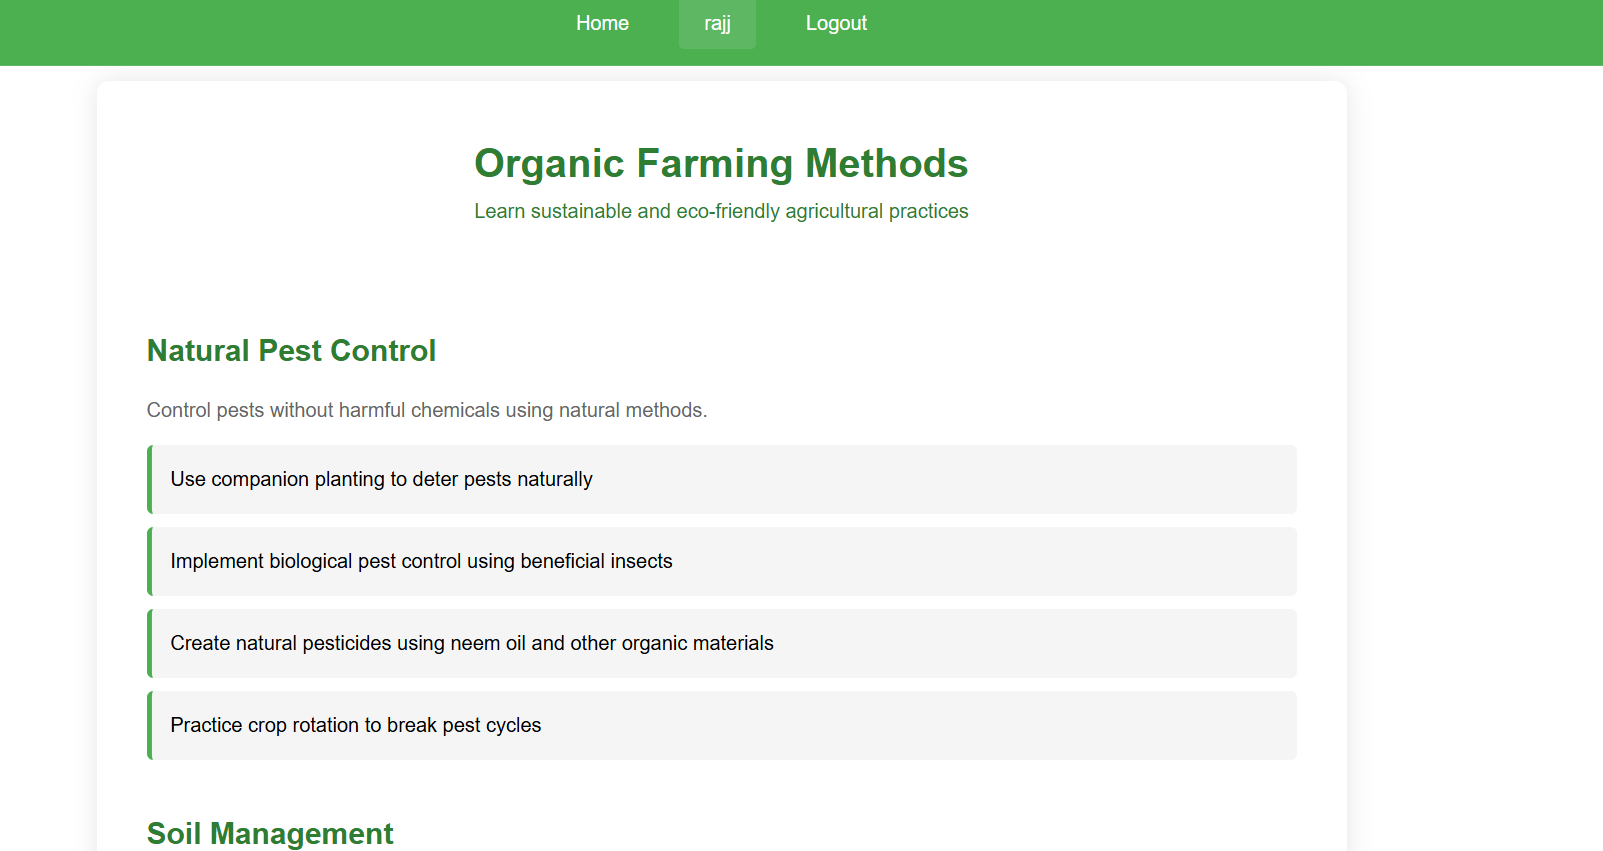 Home rajj Logout
Organic Farming Methods
Learn sustainable and eco-friendly agricultural practices
Natural Pest Control
Control pests without harmful chemicals using natural methods.
Use companion planting to deter pests naturally
Implement biological pest control using beneficial insects
Create natural pesticides using neem oil and other organic materials
Practice crop rotation to break pest cycles
Soil Management